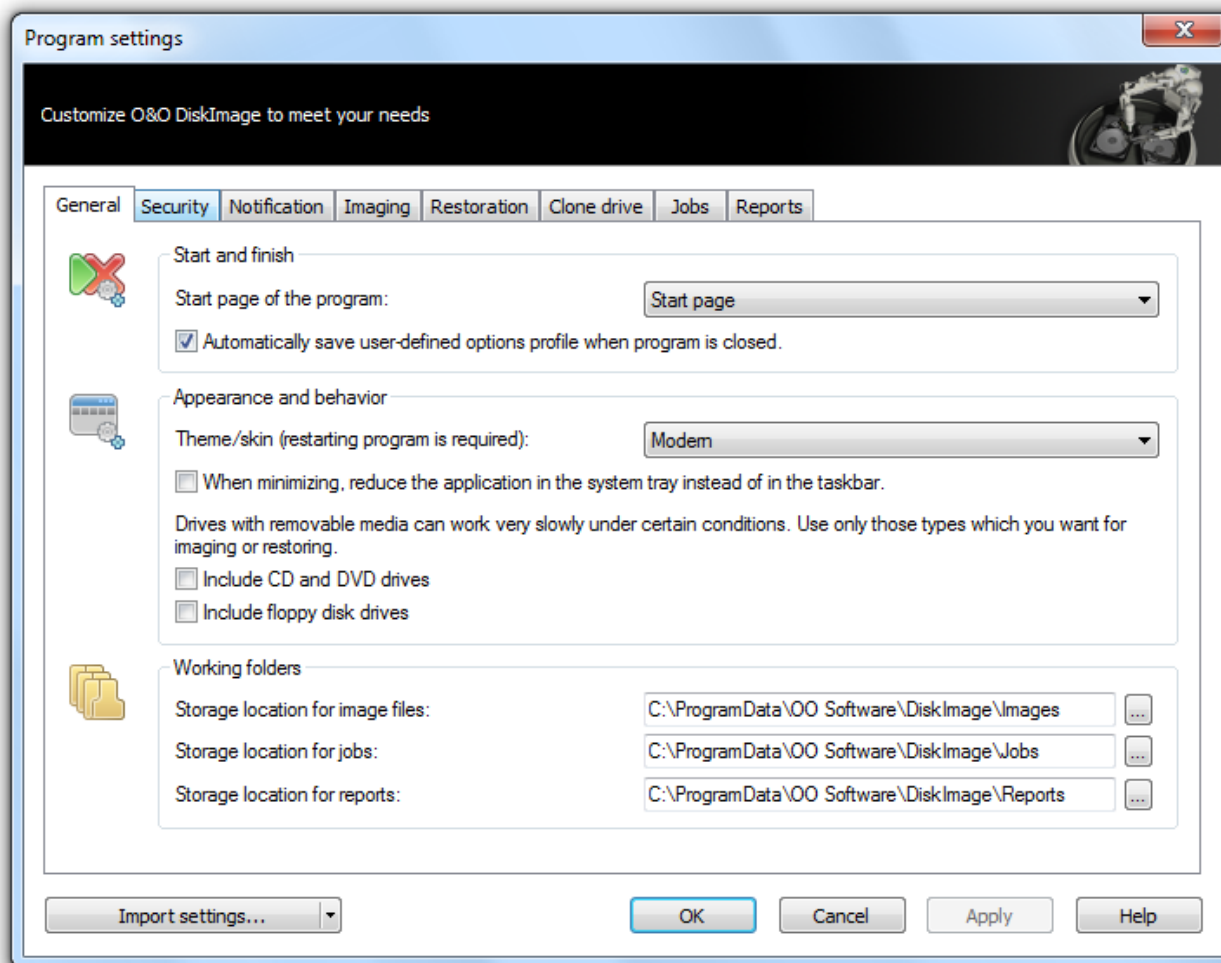 Program settings
Customize O&O DiskImage to meet your needs
General Security Notification Imaging Restoration Clone drive Jobs Reports
Start and finish
Start page of the program: Start page
Automatically save user-defined options profile when program is closed.
Appearance and behavior
Theme/skin (restarting program is required): Modern
When minimizing, reduce the application in the system tray instead of in the taskbar.
Drives with removable media can work very slowly under certain conditions. Use only those types which you want for
imaging or restoring.
Include CD and DVD drives
Include floppy disk drives
Working folders
Storage location for image files: C:\ProgramData\OO Software\DiskImage\Images ...
Storage location for jobs: C:\ProgramData\OO Software\DiskImage\Jobs ...
Storage location for reports: C:\ProgramData\OO Software\DiskImage\Reports ...
Import settings... OK Cancel Apply Help